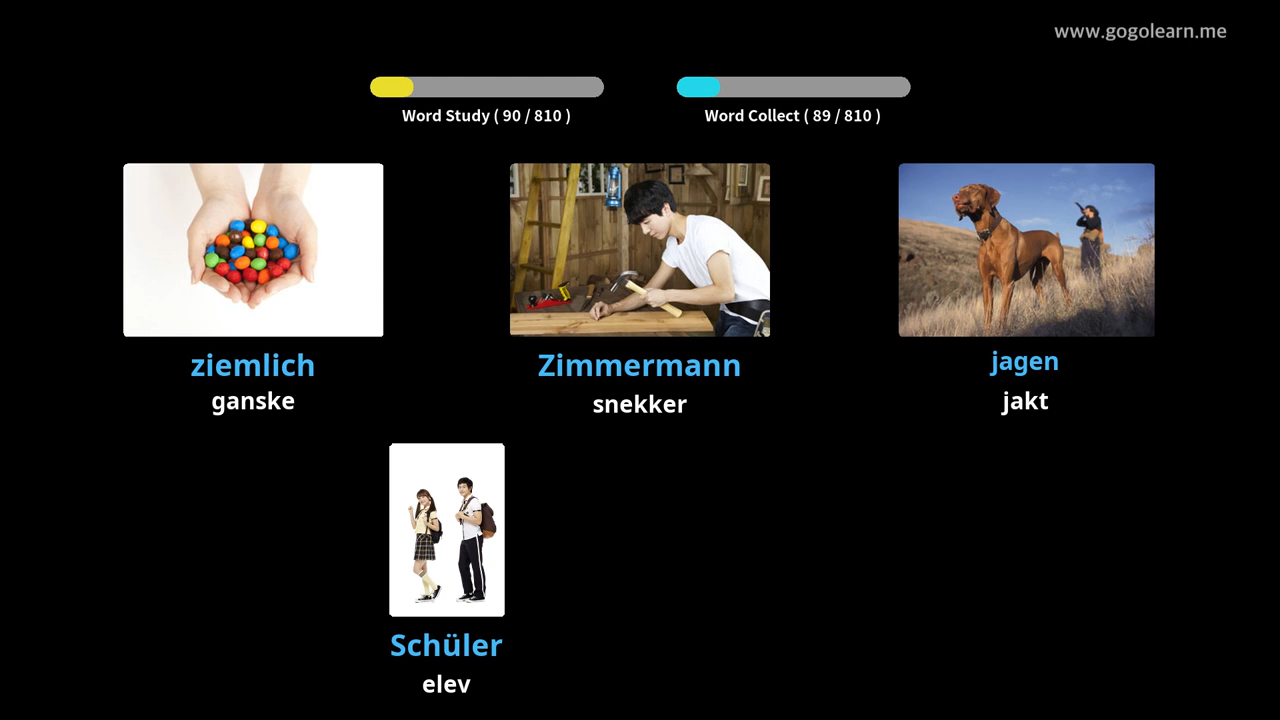 www.gogolearn.me
Word Study ( 90 / 810 )
Word Collect ( 89 / 810 )
ziemlich
ganske
Zimmermann
snekker
jagen
jakt
Schüler
elev